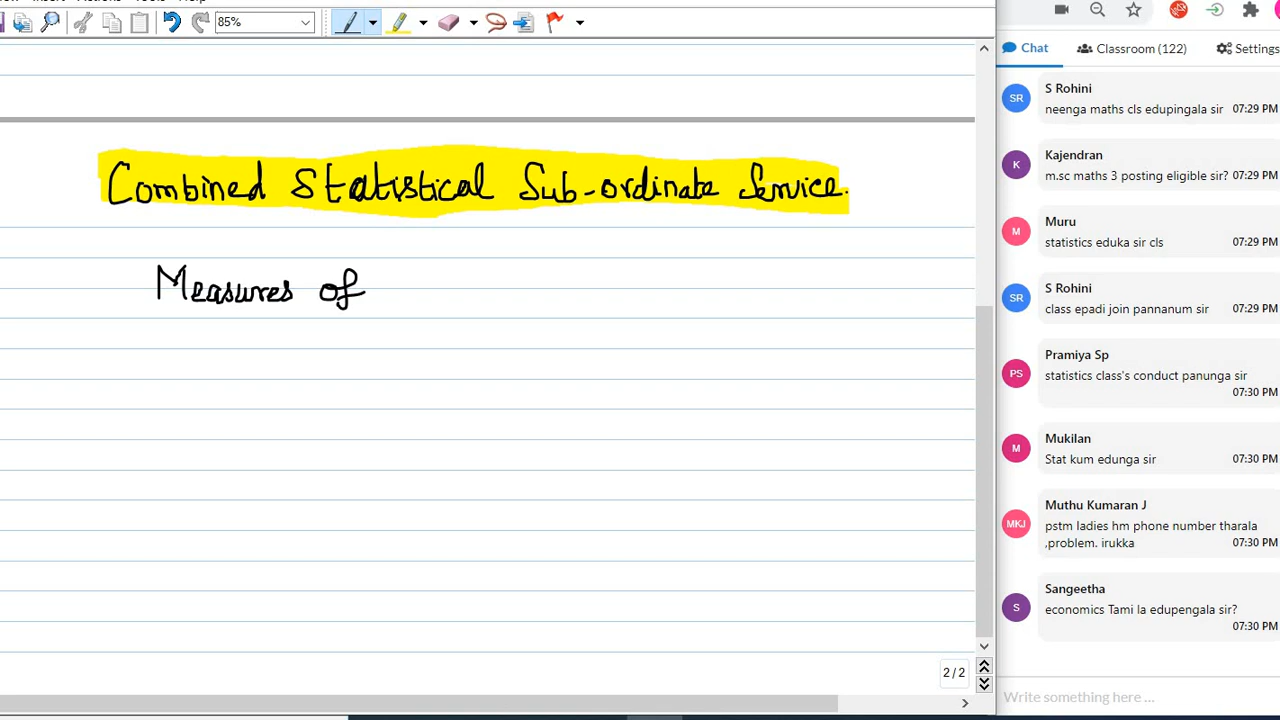 85%
Chat
Classroom (122)
Settings
Combined Statistical Sub-ordinate Service.
Measures of
2 / 2
SR
S Rohini
neenga maths cls edupingala sir 07:29 PM
K
Kajendran
m.sc maths 3 posting eligible sir? 07:29 PM
M
Muru
statistics eduka sir cls 07:29 PM
SR
S Rohini
class epadi join pannanum sir 07:29 PM
PS
Pramiya Sp
statistics class's conduct panunga sir
07:30 PM
M
Mukilan
Stat kum edunga sir 07:30 PM
MKJ
Muthu Kumaran J
pstm ladies hm phone number tharala
,problem. irukka 07:30 PM
S
Sangeetha
economics Tami la edupengala sir?
07:30 PM
Write something here ...